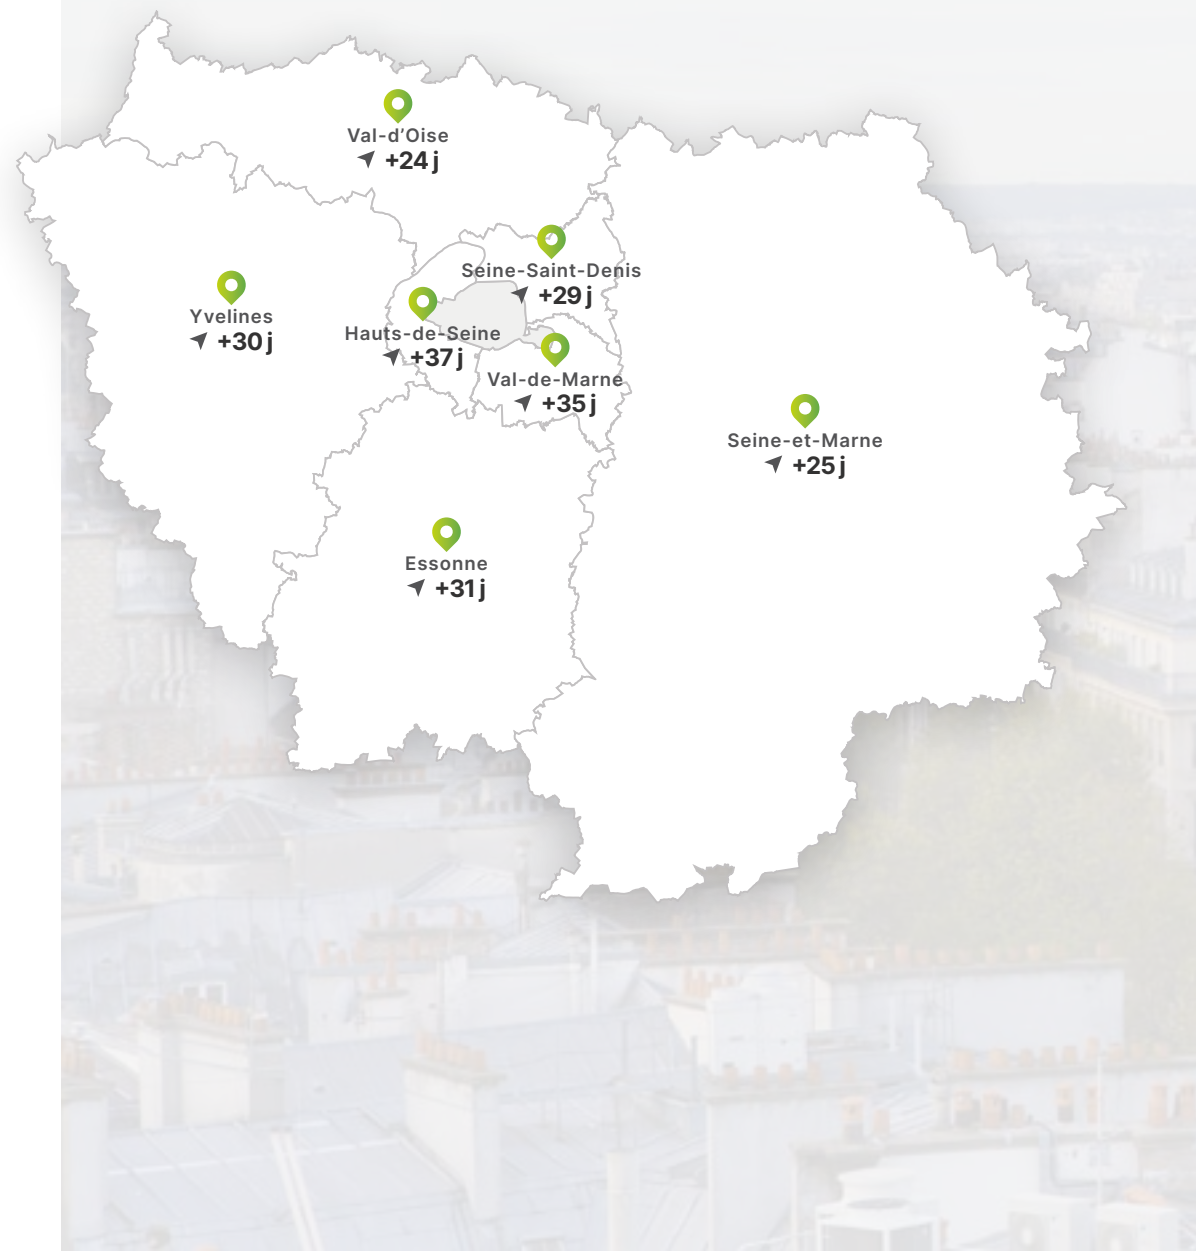 Val-d’Oise
+24 j
Seine-Saint-Denis
+29 j
Yvelines
+30 j
Hauts-de-Seine
+37 j
Val-de-Marne
+35 j
Seine-et-Marne
+25 j
Essonne
+31 j